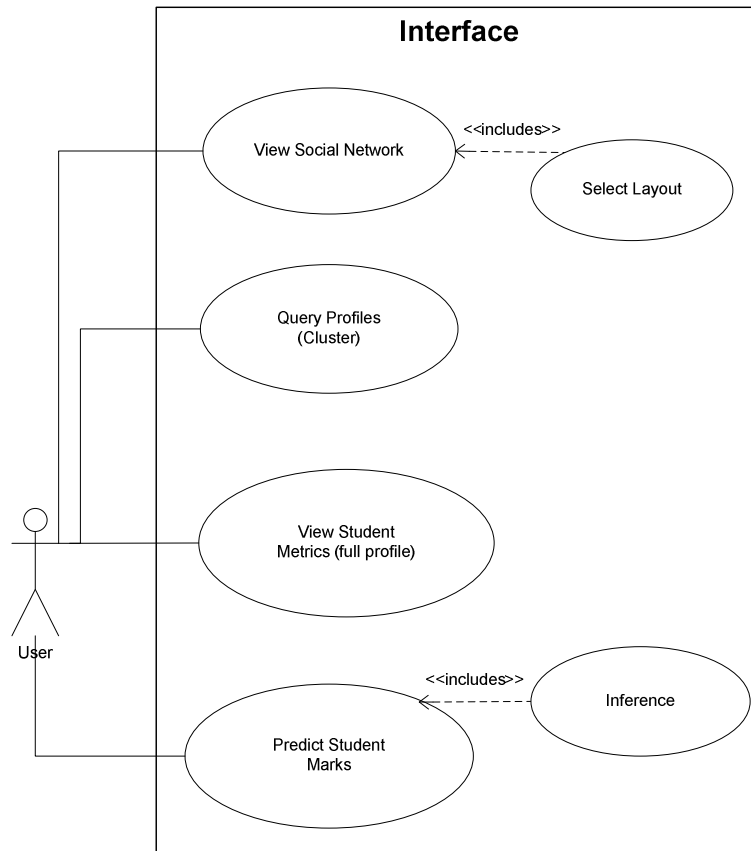 Interface
<<includes>>
View Social Network
Select Layout
Query Profiles
(Cluster)
View Student
Metrics (full profile)
User
<<includes>>
Inference
Predict Student
Marks